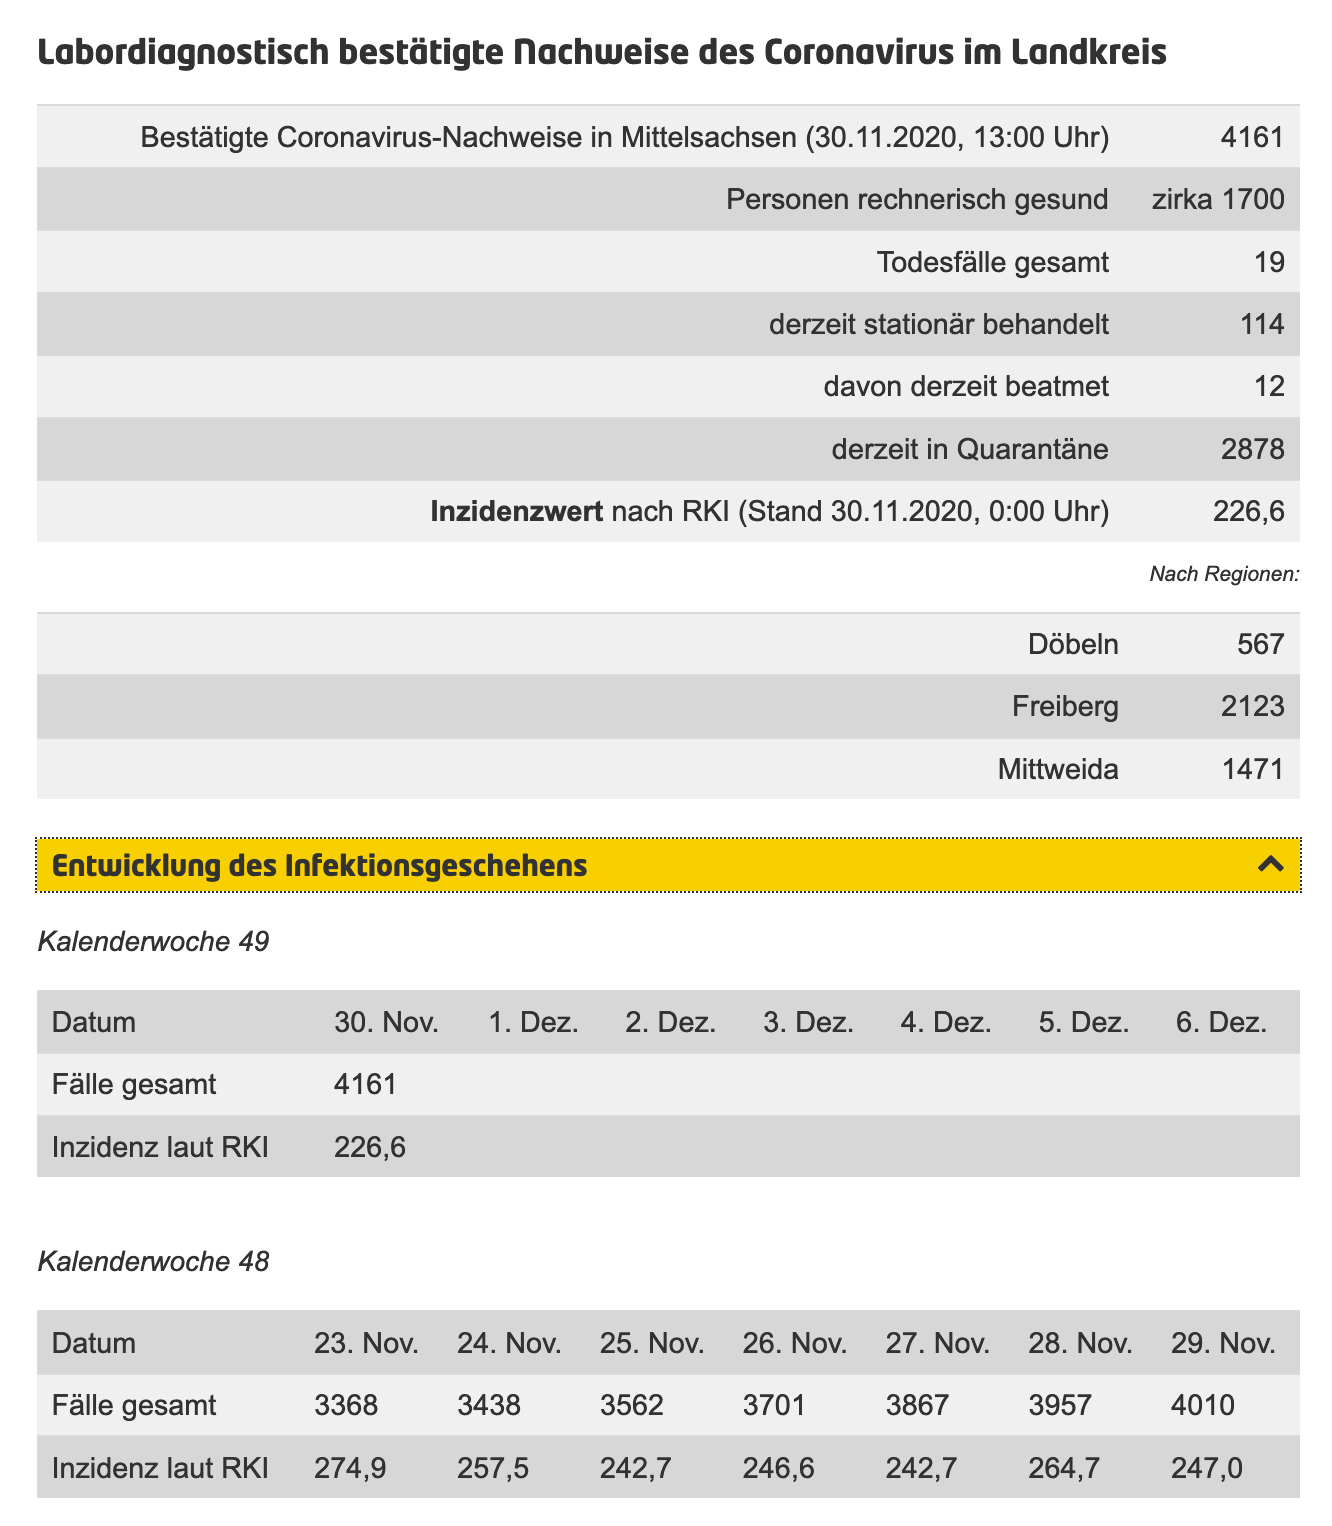 Labordiagnostisch bestätigte Nachweise des Coronavirus im Landkreis
Bestätigte Coronavirus-Nachweise in Mittelsachsen (30.11.2020, 13:00 Uhr) 4161
Personen rechnerisch gesund zirka 1700
Todesfälle gesamt 19
derzeit stationär behandelt 114
davon derzeit beatmet 12
derzeit in Quarantäne 2878
Inzidenzwert nach RKI (Stand 30.11.2020, 0:00 Uhr) 226,6
Nach Regionen:
Döbeln 567
Freiberg 2123
Mittweida 1471
Entwicklung des Infektionsgeschehens
Kalenderwoche 49
Datum 30. Nov. 1. Dez. 2. Dez. 3. Dez. 4. Dez. 5. Dez. 6. Dez.
Fälle gesamt 4161
Inzidenz laut RKI 226,6
Kalenderwoche 48
Datum 23. Nov. 24. Nov. 25. Nov. 26. Nov. 27. Nov. 28. Nov. 29. Nov.
Fälle gesamt 3368 3438 3562 3701 3867 3957 4010
Inzidenz laut RKI 274,9 257,5 242,7 246,6 242,7 264,7 247,0